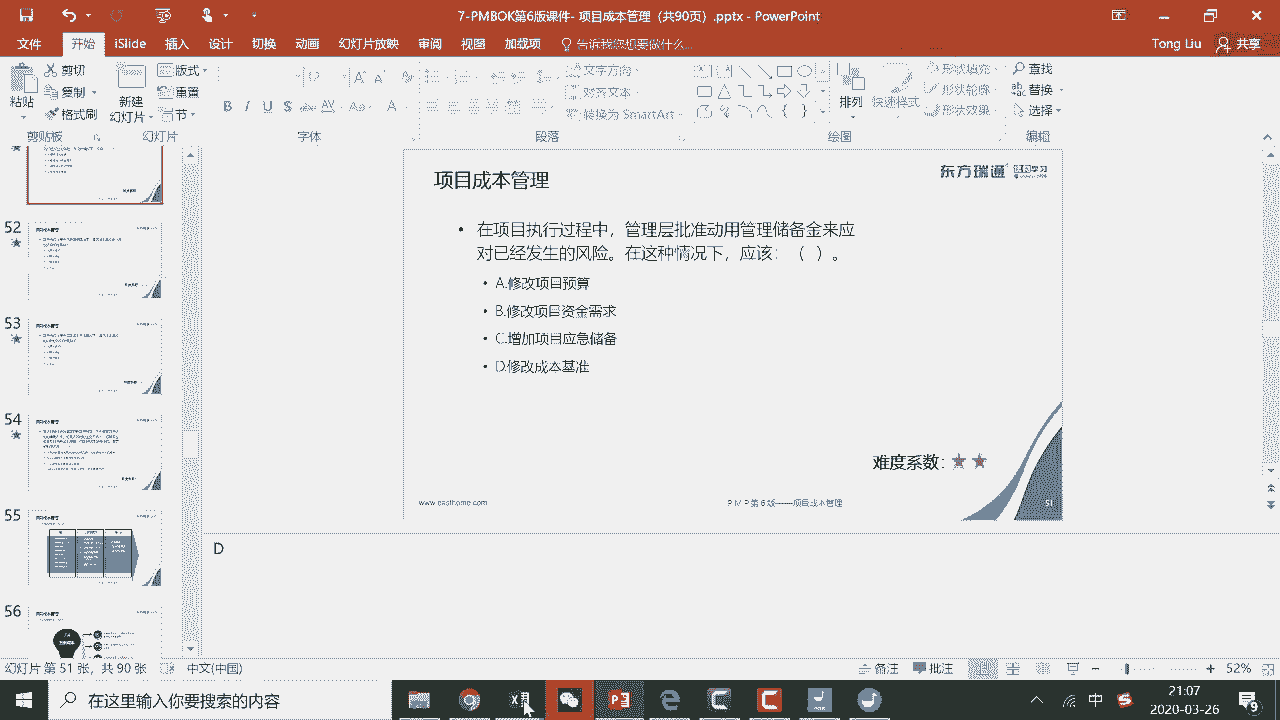 7-PMBOK第6版课件- 项目成本管理（共90页）.pptx - PowerPoint
文件 开始 iSlide 插入 设计 切换 动画 幻灯片放映 审阅 视图 加载项 告诉我您想要做什么... Tong Liu 共享
剪切 版式 文字方向 形状填充 查找
粘贴 复制 新建 重置 对齐文本 排列 快速样式 形状轮廓 替换
格式刷 幻灯片 节 转换为 SmartArt 形状效果 选择
剪贴板 幻灯片 字体 段落 绘图 编辑
52
53
54
55
56
项目成本管理
东方瑞通
在项目执行过程中，管理层批准动用管理储备金来应
对已经发生的风险。在这种情况下，应该：（ ）。
A.修改项目预算
B.修改项目资金需求
C.增加项目应急储备
D.修改成本基准
难度系数：
www.easthome.com
P M P 第 6 版-------项目成本管理
51
D
幻灯片 第 51 张，共 90 张 中文(中国) 备注 批注 52%
在这里输入你要搜索的内容
中
21:07
2020-03-26
9